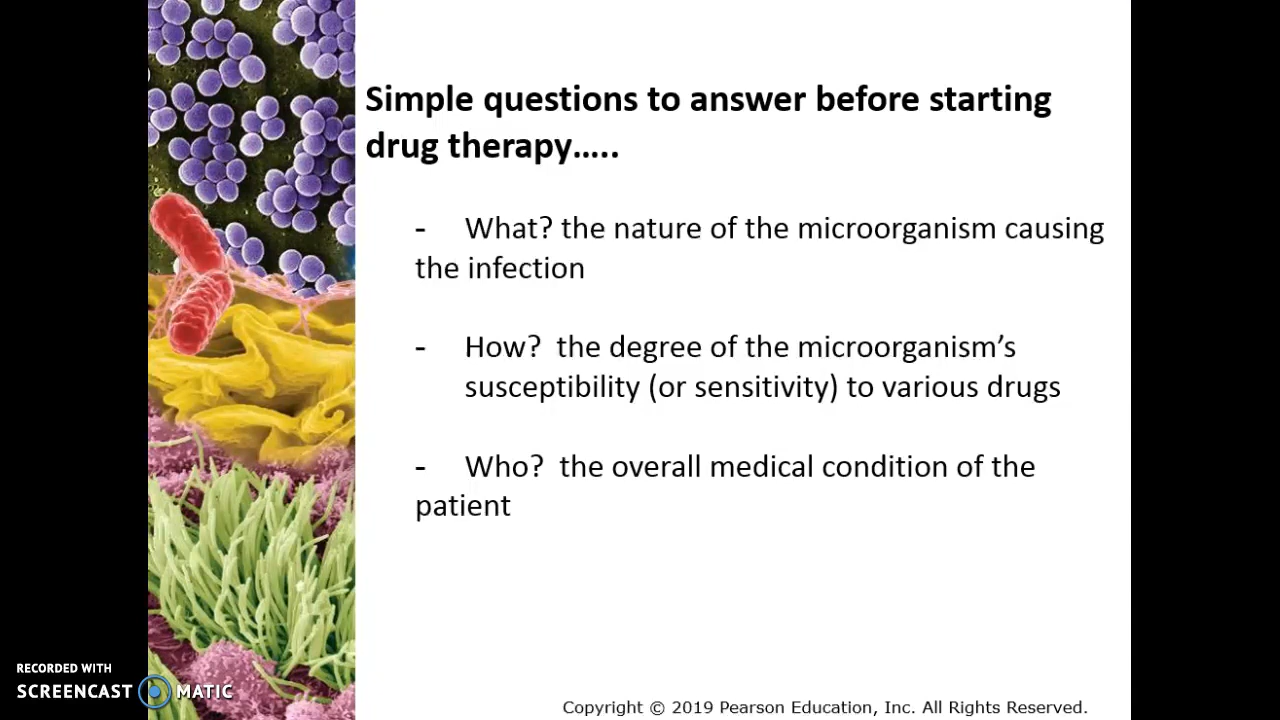 Simple questions to answer before starting
drug therapy.....
- What? the nature of the microorganism causing
the infection
- How?  the degree of the microorganism’s
susceptibility (or sensitivity) to various drugs
- Who?  the overall medical condition of the
patient
RECORDED WITH
SCREENCAST MATIC
Copyright © 2019 Pearson Education, Inc. All Rights Reserved.